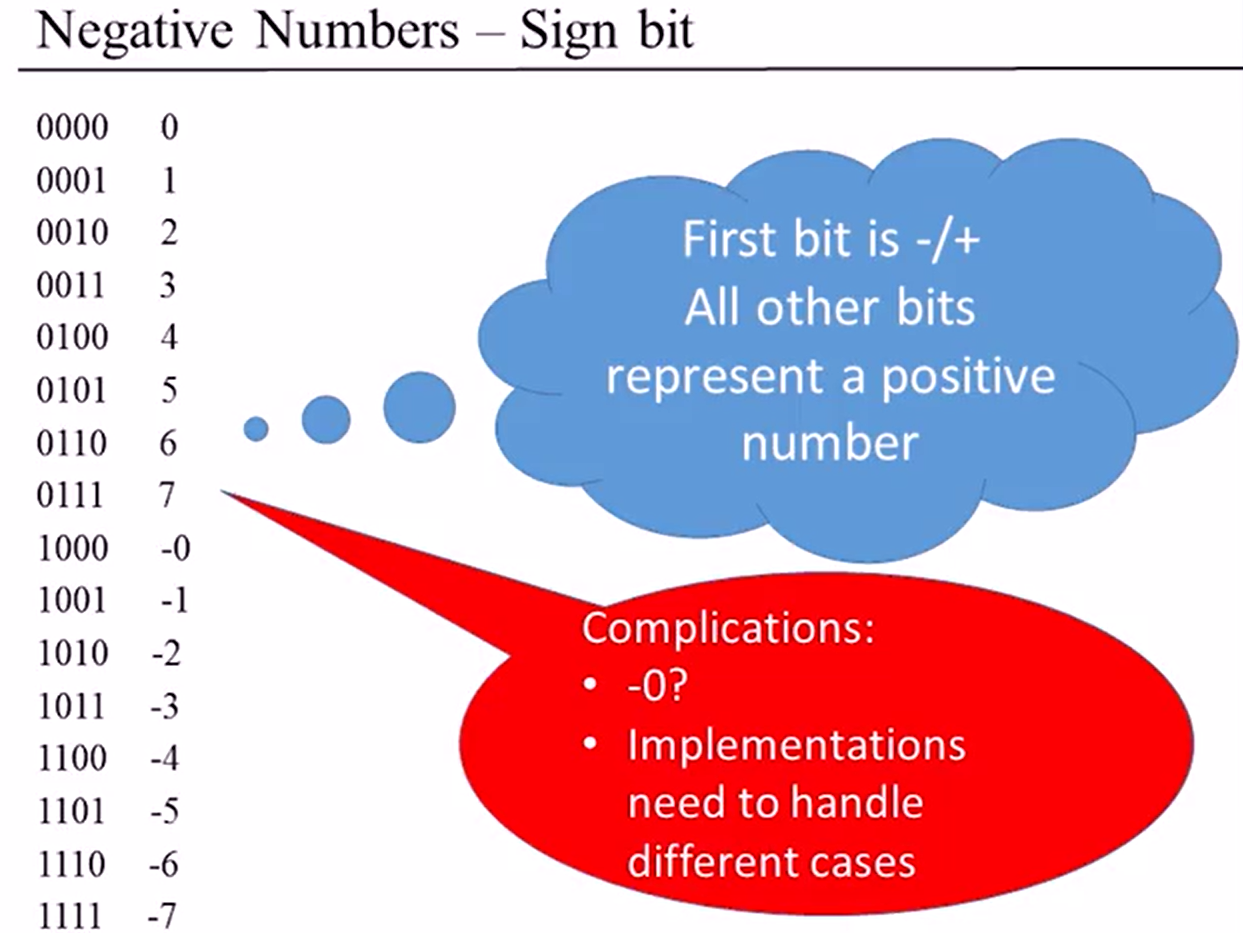 Negative Numbers – Sign bit
0000 0
0001 1
0010 2
0011 3
0100 4
0101 5
0110 6
0111 7
1000 -0
1001 -1
1010 -2
1011 -3
1100 -4
1101 -5
1110 -6
1111 -7
First bit is -/+
All other bits
represent a positive
number
Complications:
• -0?
• Implementations
need to handle
different cases